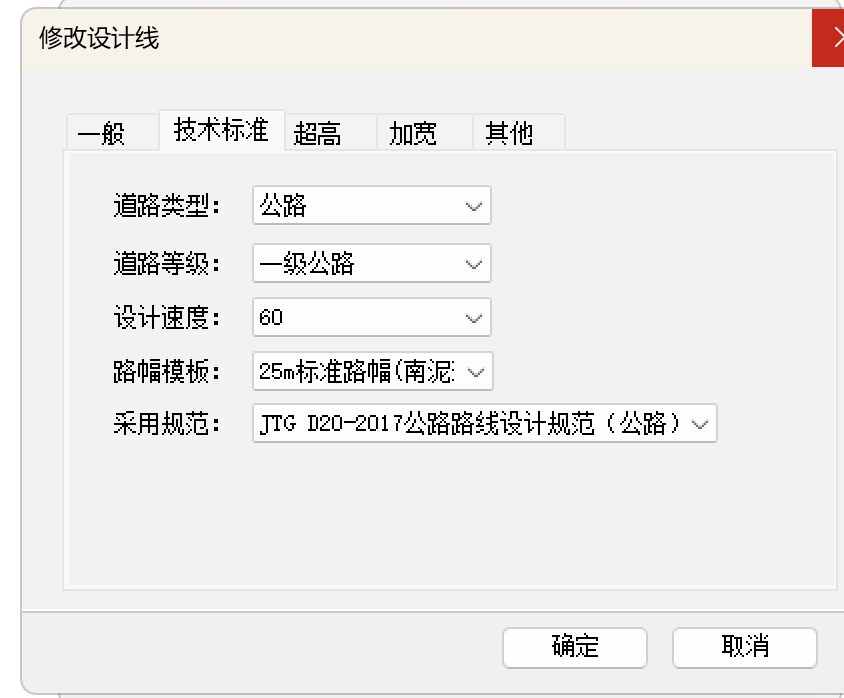 修改设计线
一般 技术标准 超高 加宽 其他
道路类型： 公路
道路等级： 一级公路
设计速度： 60
路幅模板： 25m标准路幅(南泥
采用规范： JTG D20-2017公路路线设计规范（公路）
确定 取消